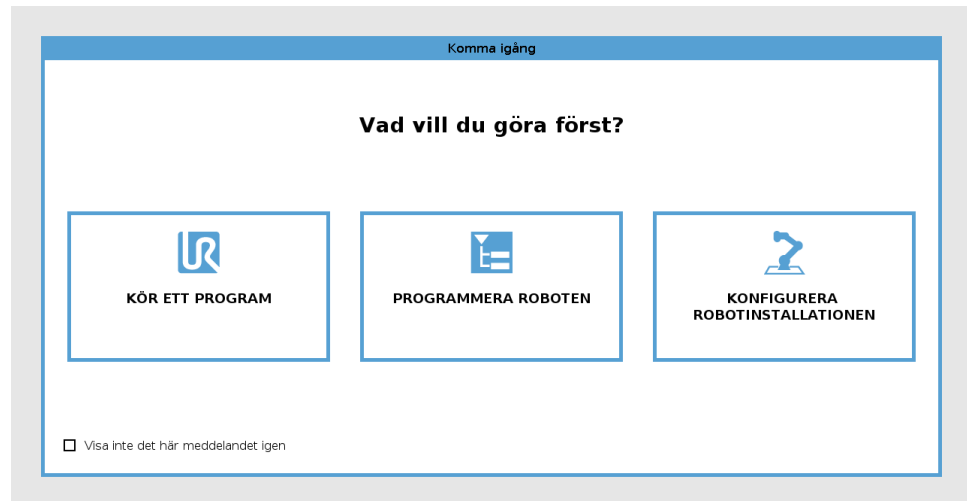 Komma igång
Vad vill du göra först?
UR
KÖR ETT PROGRAM
PROGRAMMERA ROBOTEN
KONFIGURERA
ROBOTINSTALLATIONEN
Visa inte det här meddelandet igen